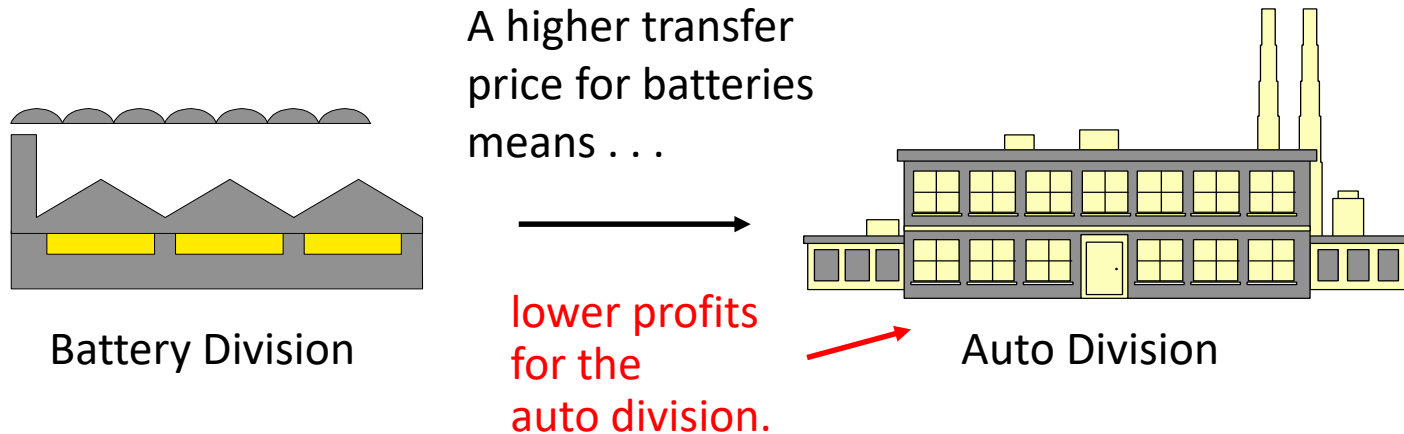 A higher transfer
price for batteries
means . . .
lower profits
for the
auto division.
Battery Division
Auto Division